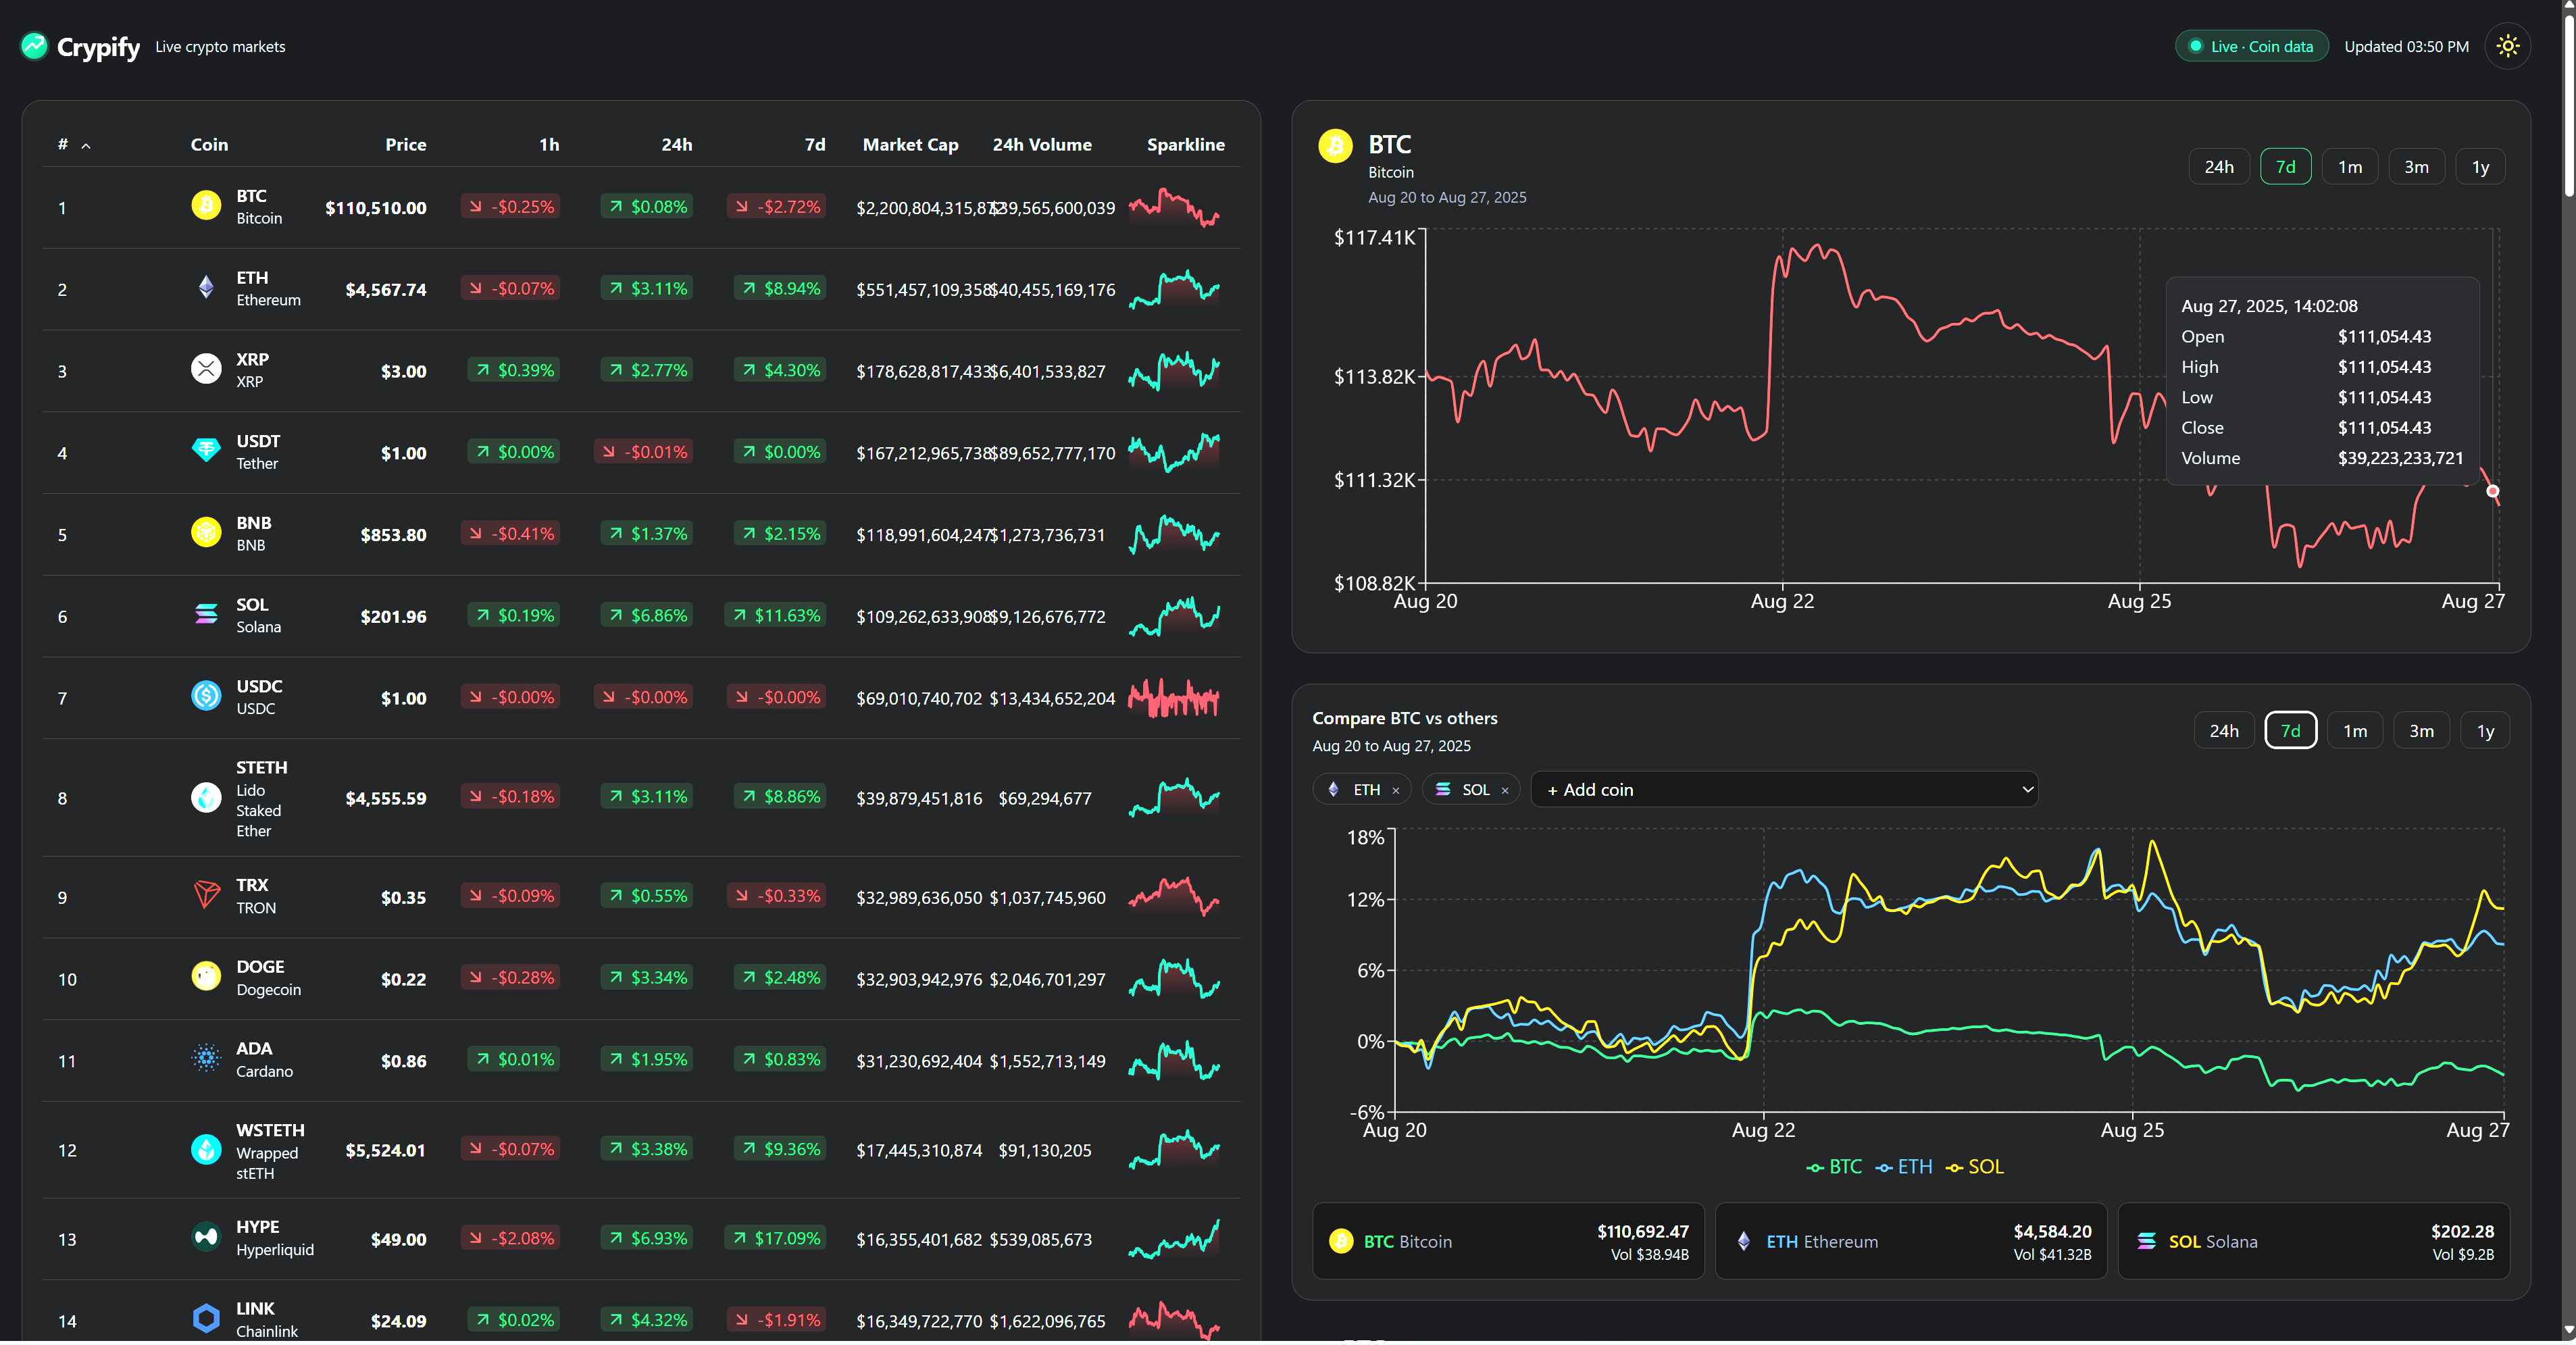 Crypify Live crypto markets
Live · Coin data Updated 03:50 PM
# Coin Price 1h 24h 7d Market Cap 24h Volume Sparkline
1 BTC Bitcoin $110,510.00 -$0.25% $0.08% -$2.72% $2,200,804,315,872 $39,565,600,039
2 ETH Ethereum $4,567.74 -$0.07% $3.11% $8.94% $551,457,109,358 $40,455,169,176
3 XRP XRP $3.00 $0.39% $2.77% $4.30% $178,628,817,433 $6,401,533,827
4 USDT Tether $1.00 $0.00% -$0.01% $0.00% $167,212,965,738 $89,652,777,170
5 BNB BNB $853.80 -$0.41% $1.37% $2.15% $118,991,604,247 $1,273,736,731
6 SOL Solana $201.96 $0.19% $6.86% $11.63% $109,262,633,908 $9,126,676,772
7 USDC USDC $1.00 -$0.00% -$0.00% -$0.00% $69,010,740,702 $13,434,652,204
8 STETH Lido Staked Ether $4,555.59 -$0.18% $3.11% $8.86% $39,879,451,816 $69,294,677
9 TRX TRON $0.35 -$0.09% $0.55% -$0.33% $32,989,636,050 $1,037,745,960
10 DOGE Dogecoin $0.22 -$0.28% $3.34% $2.48% $32,903,942,976 $2,046,701,297
11 ADA Cardano $0.86 $0.01% $1.95% $0.83% $31,230,692,404 $1,552,713,149
12 WSTETH Wrapped stETH $5,524.01 -$0.07% $3.38% $9.36% $17,445,310,874 $91,130,205
13 HYPE Hyperliquid $49.00 -$2.08% $6.93% $17.09% $16,355,401,682 $539,085,673
14 LINK Chainlink $24.09 $0.02% $4.32% -$1.91% $16,349,722,770 $1,622,096,765
BTC
Bitcoin
Aug 20 to Aug 27, 2025
24h 7d 1m 3m 1y
$117.41K
$113.82K
$111.32K
$108.82K
Aug 20 Aug 22 Aug 25 Aug 27
Aug 27, 2025, 14:02:08
Open $111,054.43
High $111,054.43
Low $111,054.43
Close $111,054.43
Volume $39,223,233,721
Compare BTC vs others
Aug 20 to Aug 27, 2025
24h 7d 1m 3m 1y
ETH × SOL × + Add coin
18%
12%
6%
0%
-6%
Aug 20 Aug 22 Aug 25 Aug 27
BTC ETH SOL
BTC Bitcoin $110,692.47
Vol $38.94B
ETH Ethereum $4,584.20
Vol $41.32B
SOL Solana $202.28
Vol $9.2B